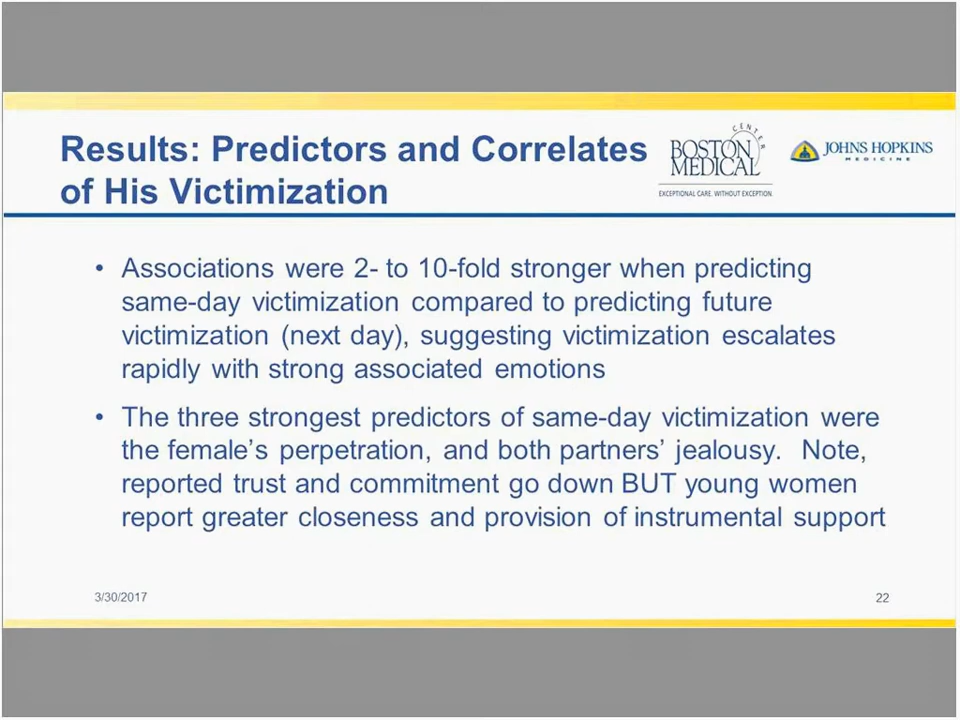 Results: Predictors and Correlates
of His Victimization
CENTER
BOSTON
MEDICAL
EXCEPTIONAL CARE. WITHOUT EXCEPTION.
JOHNS HOPKINS
MEDICINE
• Associations were 2- to 10-fold stronger when predicting
same-day victimization compared to predicting future
victimization (next day), suggesting victimization escalates
rapidly with strong associated emotions
• The three strongest predictors of same-day victimization were
the female’s perpetration, and both partners’ jealousy.  Note,
reported trust and commitment go down BUT young women
report greater closeness and provision of instrumental support
3/30/2017
22